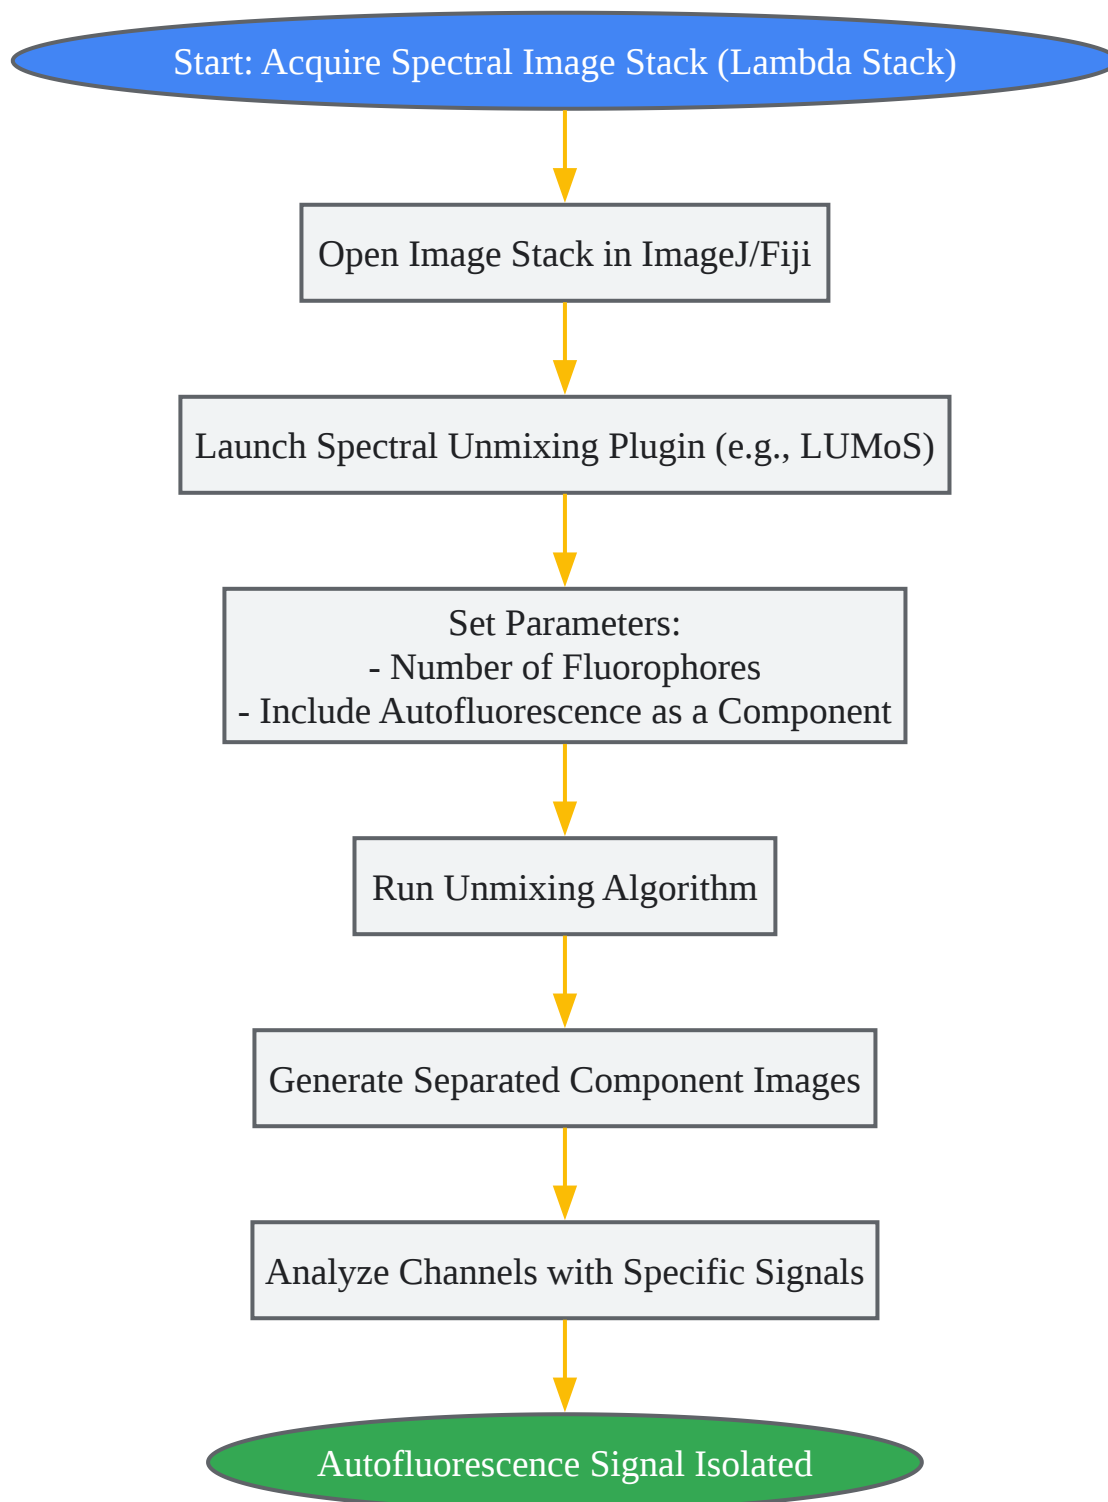 Start: Acquire Spectral Image Stack (Lambda Stack)
Open Image Stack in ImageJ/Fiji
Launch Spectral Unmixing Plugin (e.g., LUMoS)
Set Parameters:
- Number of Fluorophores
- Include Autofluorescence as a Component
Run Unmixing Algorithm
Generate Separated Component Images
Analyze Channels with Specific Signals
Autofluorescence Signal Isolated